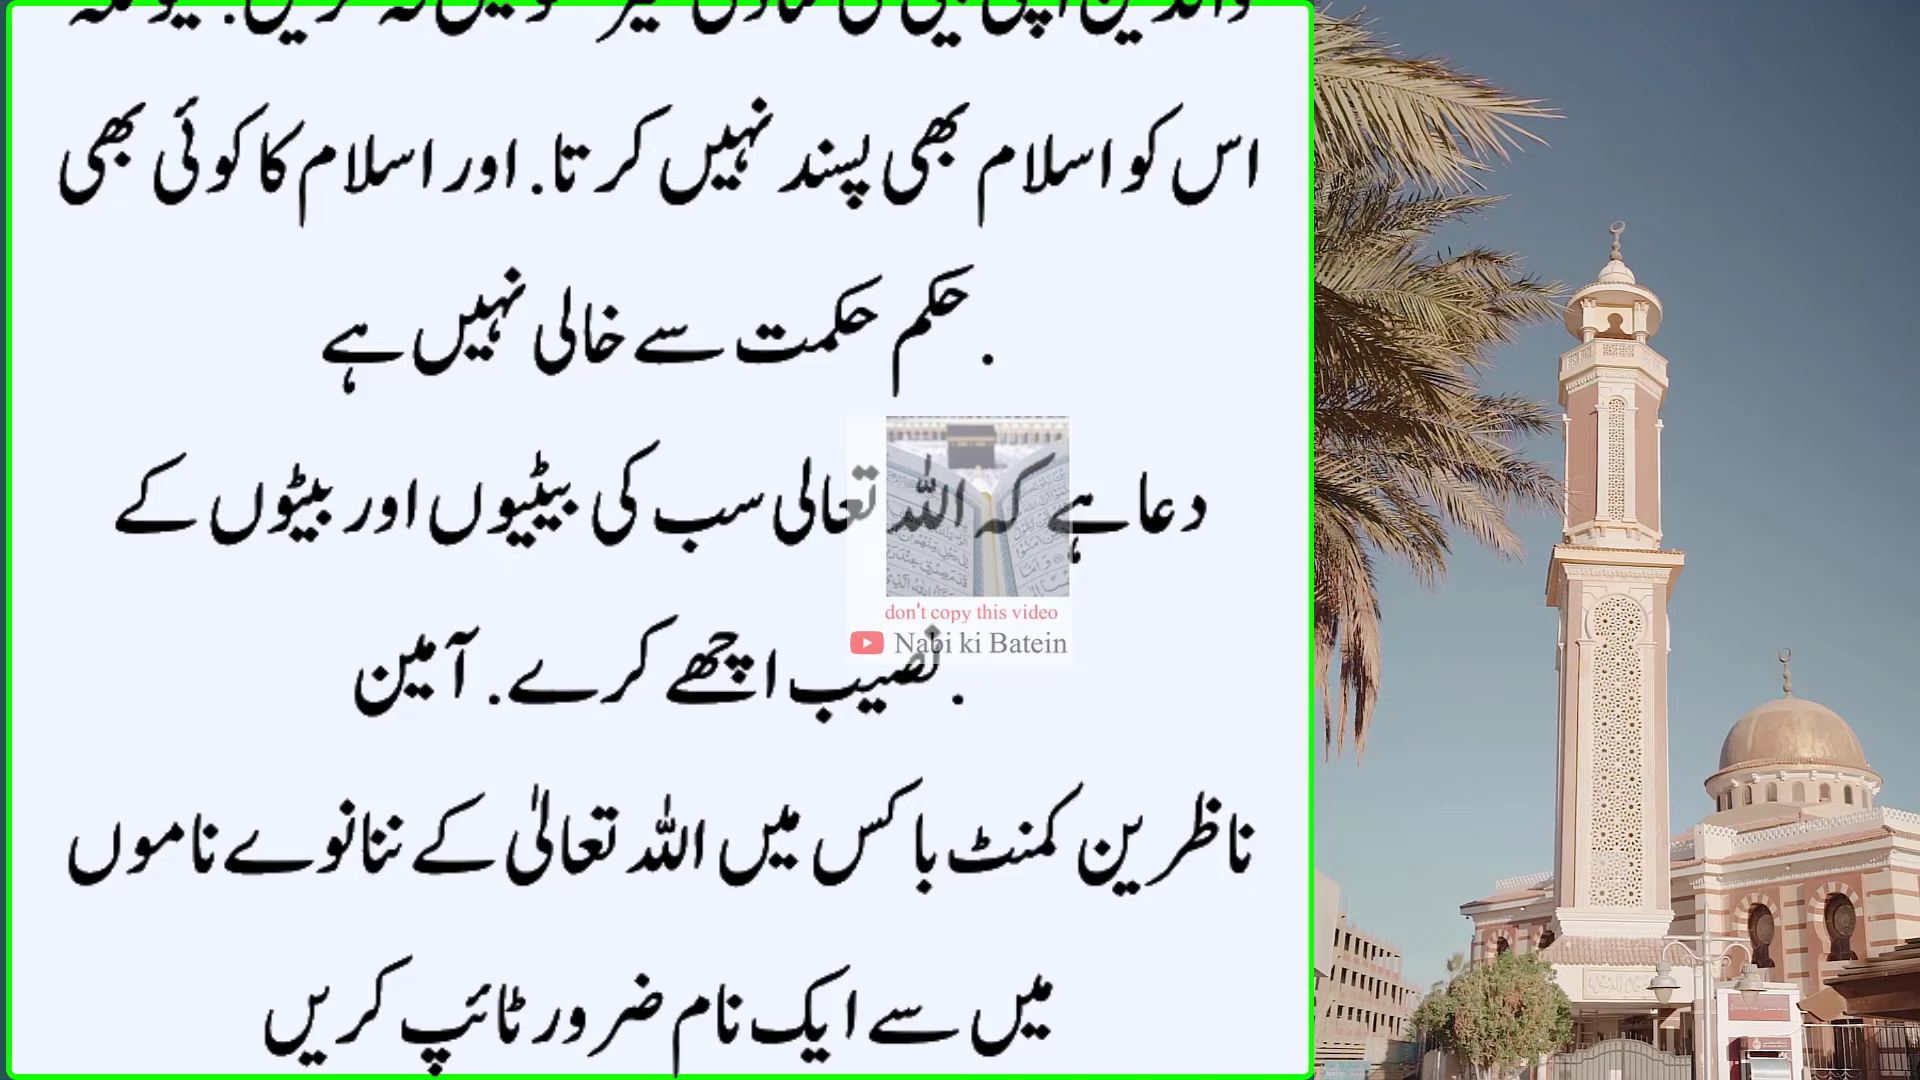 اس کو اسلام بھی پسند نہیں کرتا. اور اسلام کا کوئی بھی
. حکم حکمت سے خالی نہیں ہے
دعا ہے کہ اللہ تعالی سب کی بیٹیوں اور بیٹوں کے
. نصیب اچھے کرے. آمین
ناظرین کمنٹ باکس میں اللہ تعالیٰ کے ننانوے ناموں
میں سے ایک نام ضرور ٹائپ کریں
don't copy this video
Nabi ki Batein